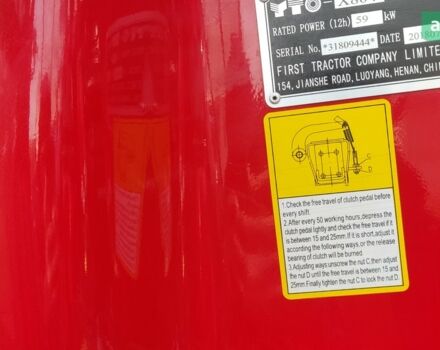 YTO-X804
RATED POWER (12h) 59 kW
SERIAL No. *31809444* DATE 201807
FIRST TRACTOR COMPANY LIMITE
154, JIANSHE ROAD, LUOYANG, HENAN, CHIN
1.Check the free travel of clutch pedal before
every shift.
2.After every 50 working hours,depress the
clutch pedal lightly and check the free travel if it
is between 15 and 25mm.If it is short,adjust it
according the following ways,or the release
bearing of clutch will be burned.
3.Adjusting ways:unscrew the nut C,then adjust
the nut D until the free travel is between 15 and
25mm.Finally tighten the nut C to lock the nut D.